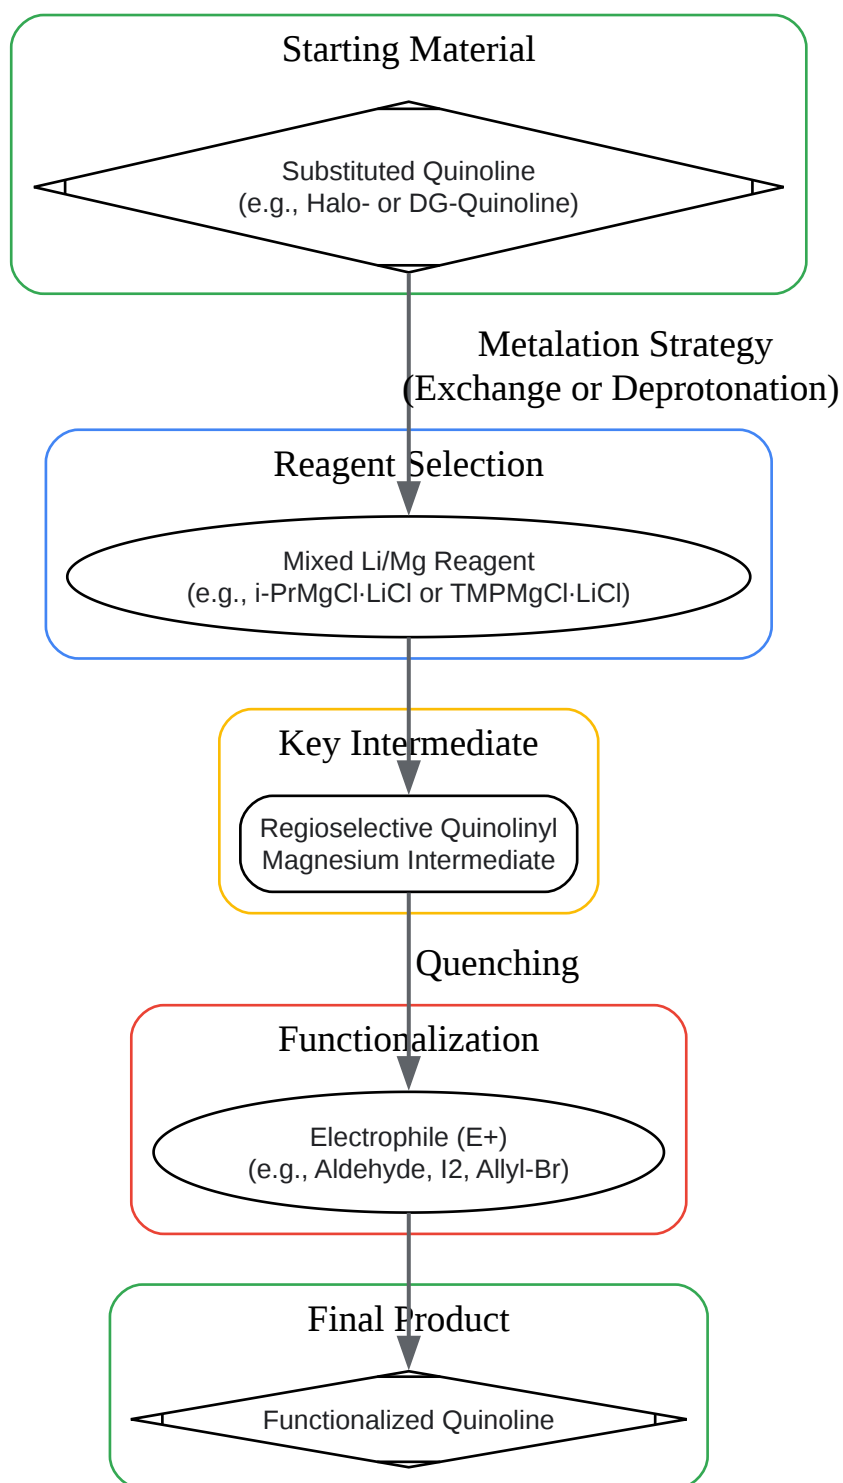 Starting Material
Substituted Quinoline
(e.g., Halo- or DG-Quinoline)
Metalation Strategy
(Exchange or Deprotonation)
Reagent Selection
Mixed Li/Mg Reagent
(e.g., i-PrMgCl·LiCl or TMPMgCl·LiCl)
Key Intermediate
Regioselective Quinolinyl
Magnesium Intermediate
Quenching
Functionalization
Electrophile (E+)
(e.g., Aldehyde, I2, Allyl-Br)
Final Product
Functionalized Quinoline